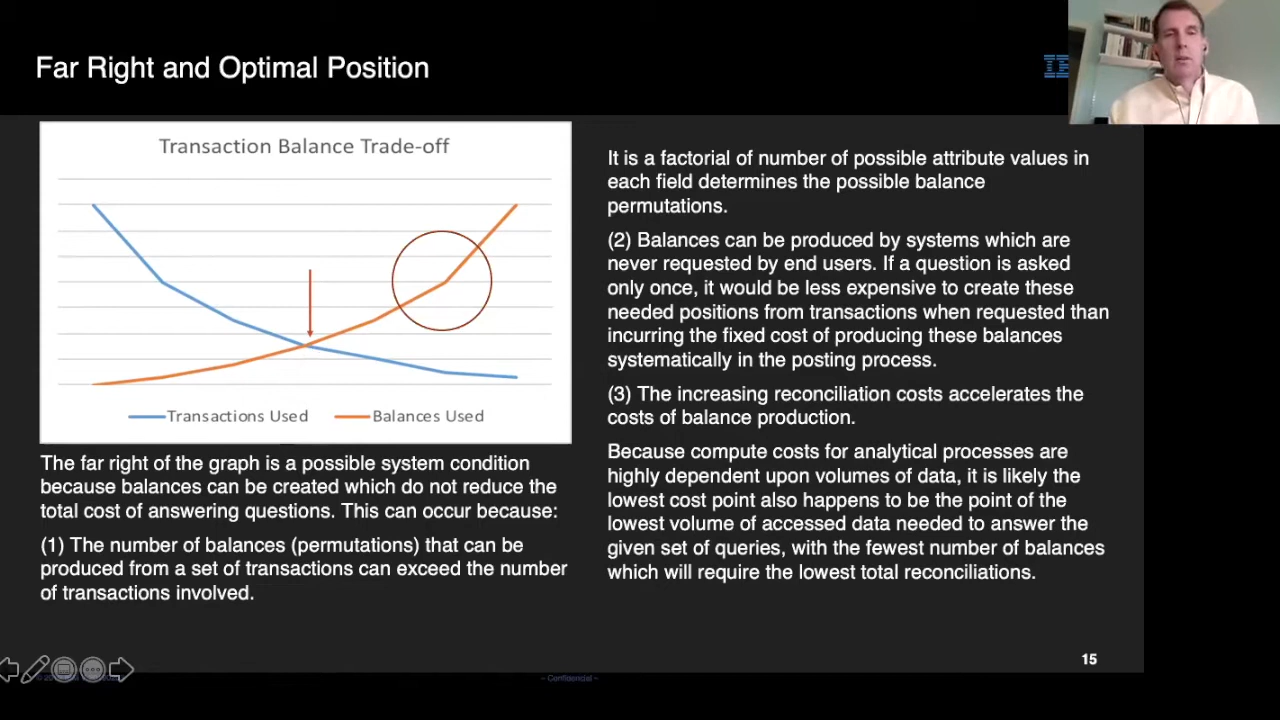 Far Right and Optimal Position
Transaction Balance Trade-off
Transactions Used
Balances Used
The far right of the graph is a possible system condition
because balances can be created which do not reduce the
total cost of answering questions. This can occur because:
(1) The number of balances (permutations) that can be
produced from a set of transactions can exceed the number
of transactions involved.
It is a factorial of number of possible attribute values in
each field determines the possible balance
permutations.
(2) Balances can be produced by systems which are
never requested by end users. If a question is asked
only once, it would be less expensive to create these
needed positions from transactions when requested than
incurring the fixed cost of producing these balances
systematically in the posting process.
(3) The increasing reconciliation costs accelerates the
costs of balance production.
Because compute costs for analytical processes are
highly dependent upon volumes of data, it is likely the
lowest cost point also happens to be the point of the
lowest volume of accessed data needed to answer the
given set of queries, with the fewest number of balances
which will require the lowest total reconciliations.
15
– Confidencial –